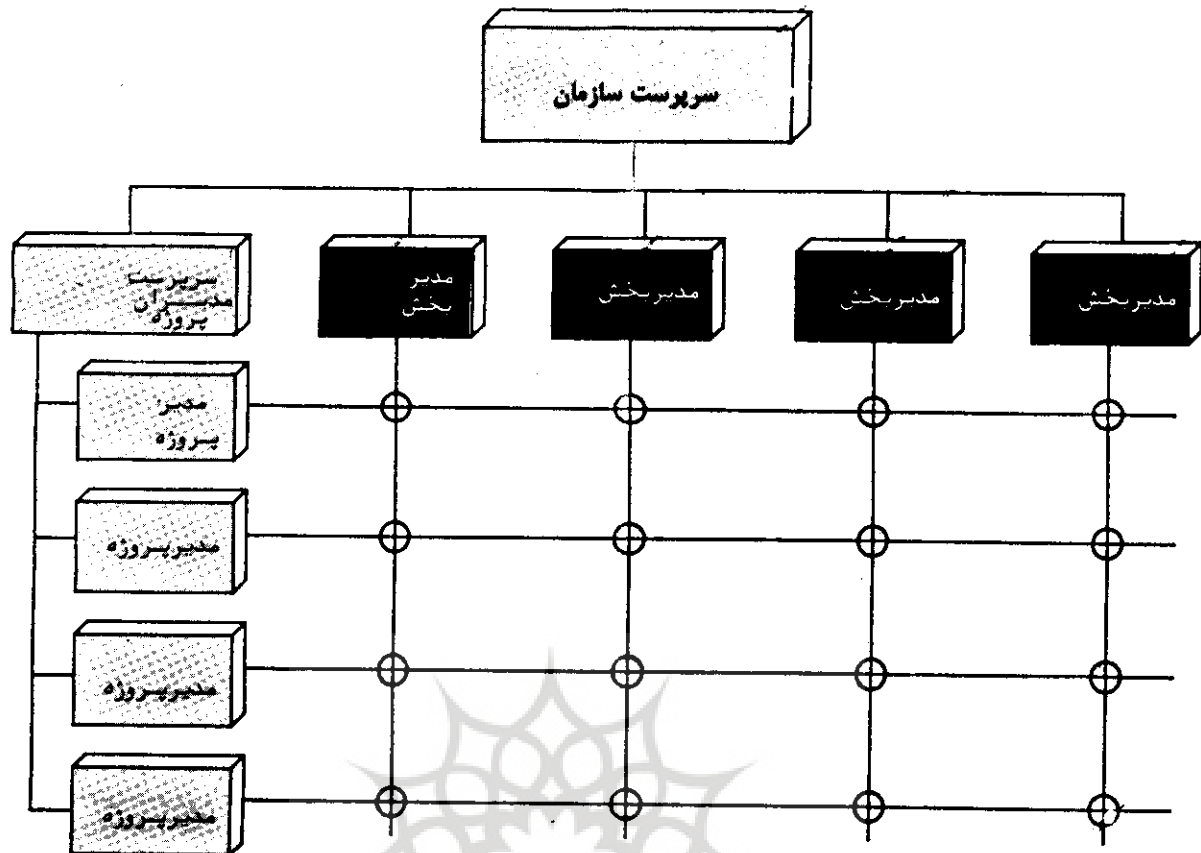 سرپرست سازمان
مدیر بخش
مدیر بخش
مدیر بخش
مدیر
بخش
سرپرست
مدیران
پروژه
مدیر
پروژه
مدیر پروژه
مدیر پروژه
مدیر پروژه